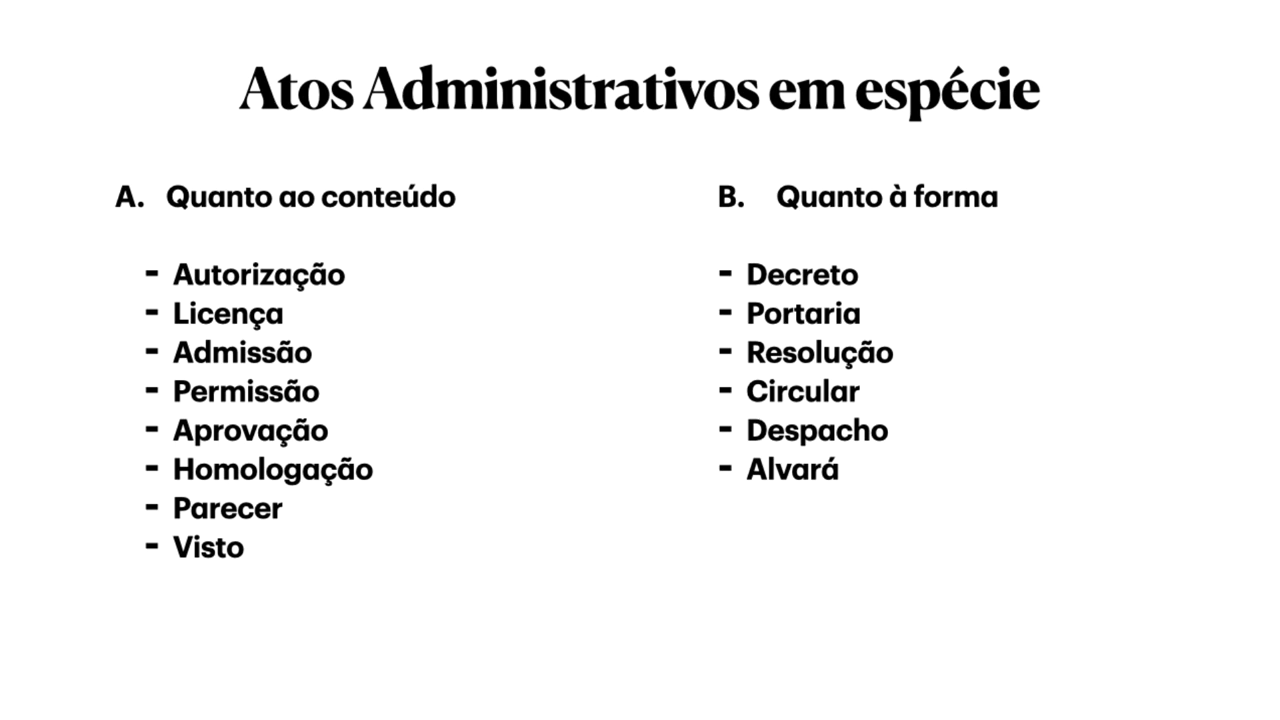 Atos Administrativos em espécie
A. Quanto ao conteúdo
- Autorização
- Licença
- Admissão
- Permissão
- Aprovação
- Homologação
- Parecer
- Visto
B. Quanto à forma
- Decreto
- Portaria
- Resolução
- Circular
- Despacho
- Alvará